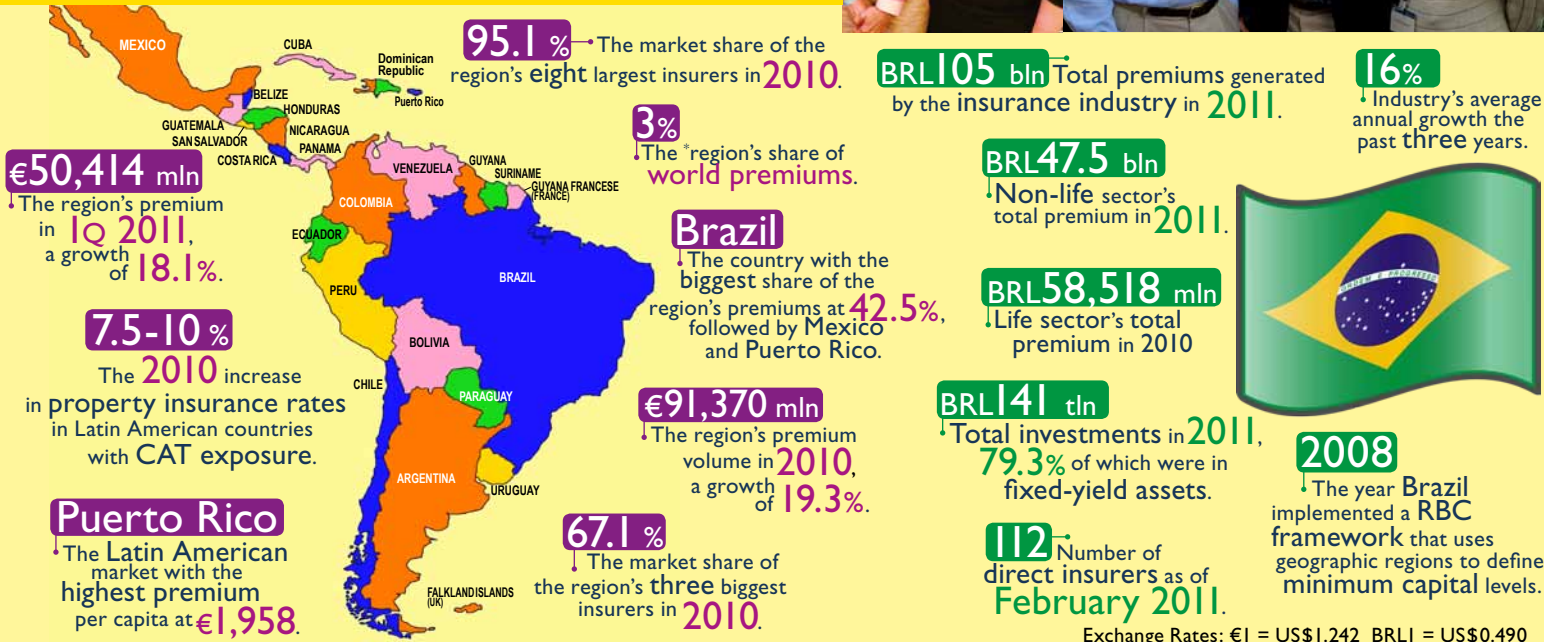 MEXICO
CUBA
Dominican
Republic
Puerto Rico
BELIZE
HONDURAS
GUATEMALA
SAN SALVADOR
NICARAGUA
PANAMA
COSTA RICA
VENEZUELA
GUYANA
SURINAME
GUYANA FRANCESE
(FRANCE)
COLOMBIA
ECUADOR
BRAZIL
PERU
BOLIVIA
CHILE
PARAGUAY
ARGENTINA
URUGUAY
FALKLAND ISLANDS
(UK)
€50,414 mln
The region's premium
in 1Q 2011,
a growth
of 18.1%.
7.5-10 %
The 2010 increase
in property insurance rates
in Latin American countries
with CAT exposure.
Puerto Rico
The Latin American
market with the
highest premium
per capita at €1,958.
95.1 % The market share of the
region's eight largest insurers in 2010.
3%
The *region's share of
world premiums.
Brazil
The country with the
biggest share of the
region's premiums at 42.5%,
followed by Mexico
and Puerto Rico.
€91,370 mln
The region's premium
volume in 2010,
a growth
of 19.3%.
67.1 %
The market share of
the region's three biggest
insurers in 2010.
BRL105 bln Total premiums generated
by the insurance industry in 2011.
16%
Industry's average
annual growth the
past three years.
BRL47.5 bln
Non-life sector's
total premium in 2011.
BRL58,518 mln
Life sector's total
premium in 2010
BRL141 tln
Total investments in 2011,
79.3% of which were in
fixed-yield assets.
112 Number of
direct insurers as of
February 2011.
ORDEM E PROGRESSO
2008
The year Brazil
implemented a RBC
framework that uses
geographic regions to define
minimum capital levels.
Exchange Rates: €1 = US$1.242 BRL1 = US$0.490